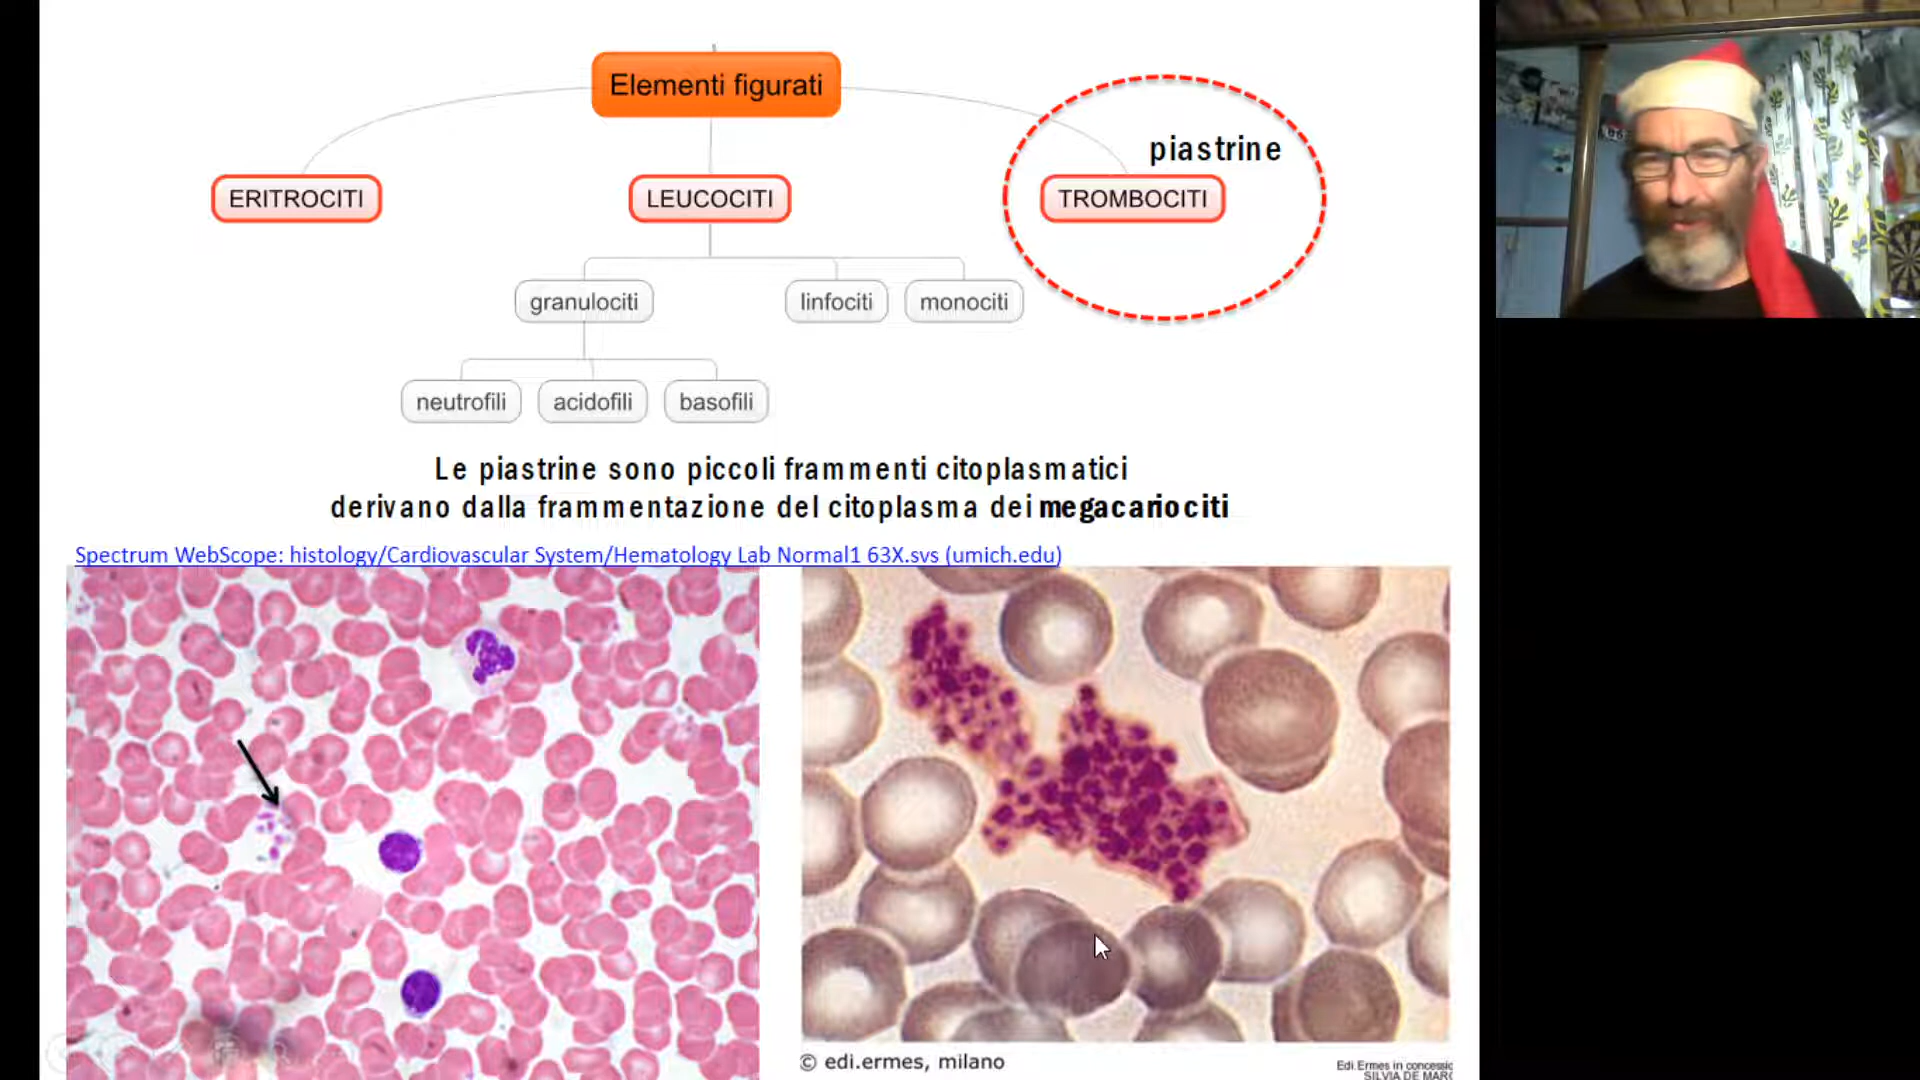 Elementi figurati
piastrine
ERITROCITI
LEUCOCITI
TROMBOCITI
granulociti
linfociti
monociti
neutrofili
acidofili
basofili
Le piastrine sono piccoli frammenti citoplasmatici
derivano dalla frammentazione del citoplasma dei megacariociti
Spectrum WebScope: histology/Cardiovascular System/Hematology Lab Normal1 63X.svs (umich.edu)
© edi.ermes, milano
Edi.Ermes in concessic
SILVIA DE MARC